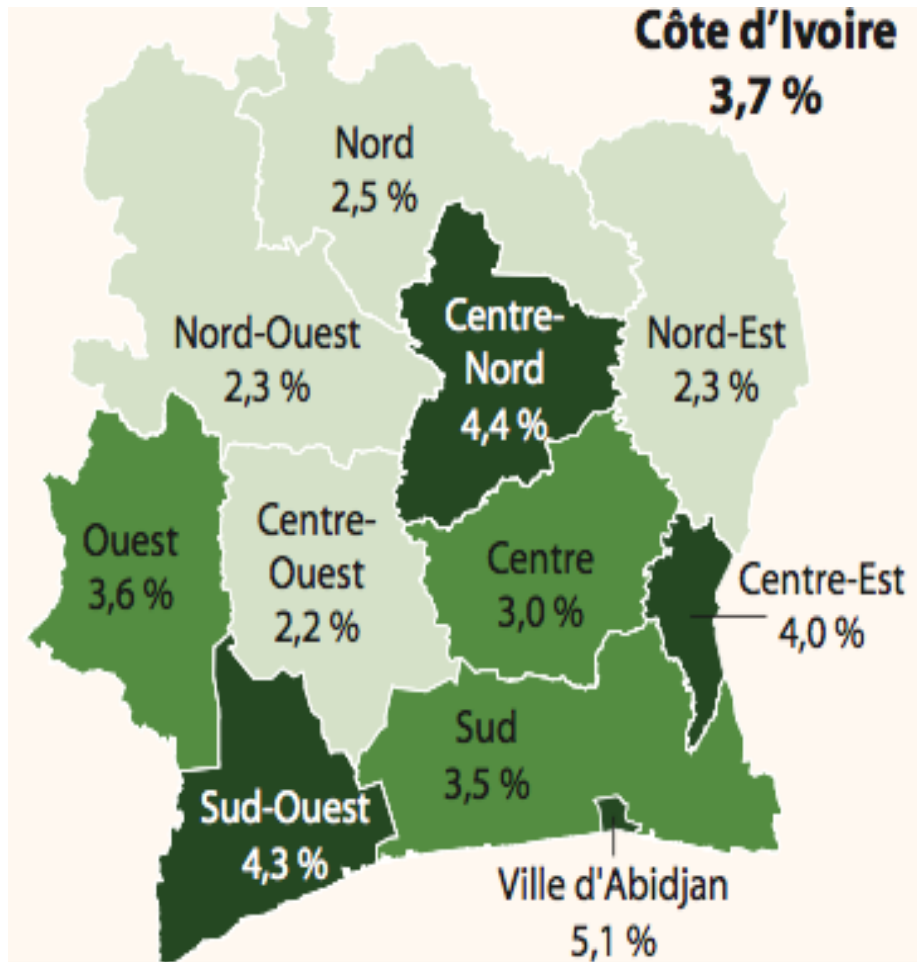 Côte d'Ivoire
3,7 %
Nord
2,5 %
Nord-Ouest
2,3 %
Centre-
Nord
4,4 %
Nord-Est
2,3 %
Ouest
3,6 %
Centre-
Ouest
2,2 %
Centre
3,0 %
Centre-Est
4,0 %
Sud
3,5 %
Sud-Ouest
4,3 %
Ville d'Abidjan
5,1 %